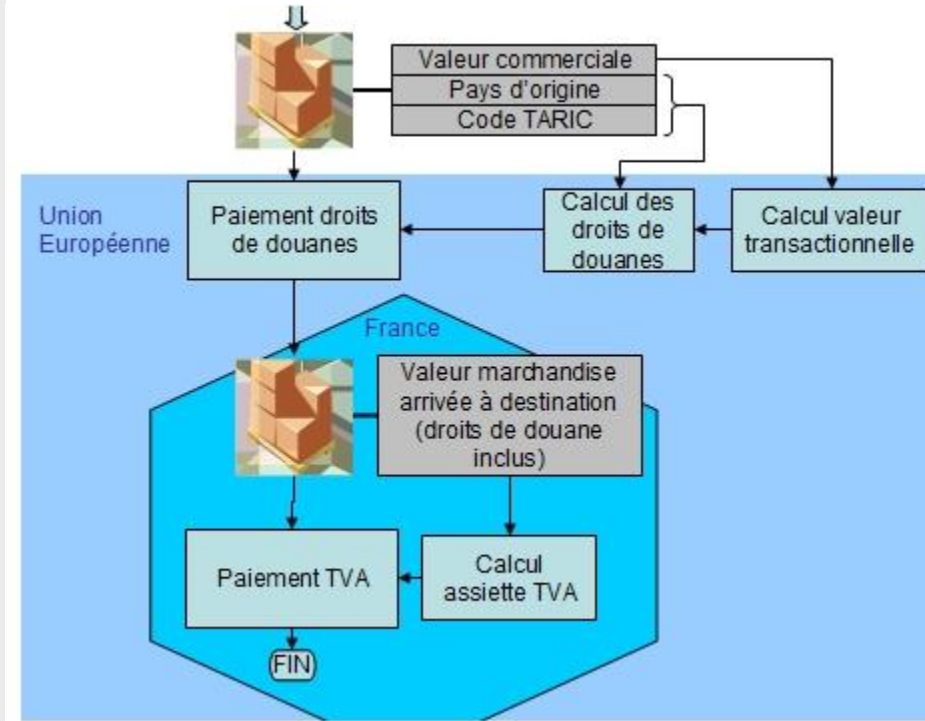 Valeur commerciale
Pays d'origine
Code TARIC
Union
Européenne
Paiement droits
de douanes
Calcul des
droits de
douanes
Calcul valeur
transactionnelle
France
Valeur marchandise
arrivée à destination
(droits de douane
inclus)
Paiement TVA
Calcul
assiette TVA
FIN